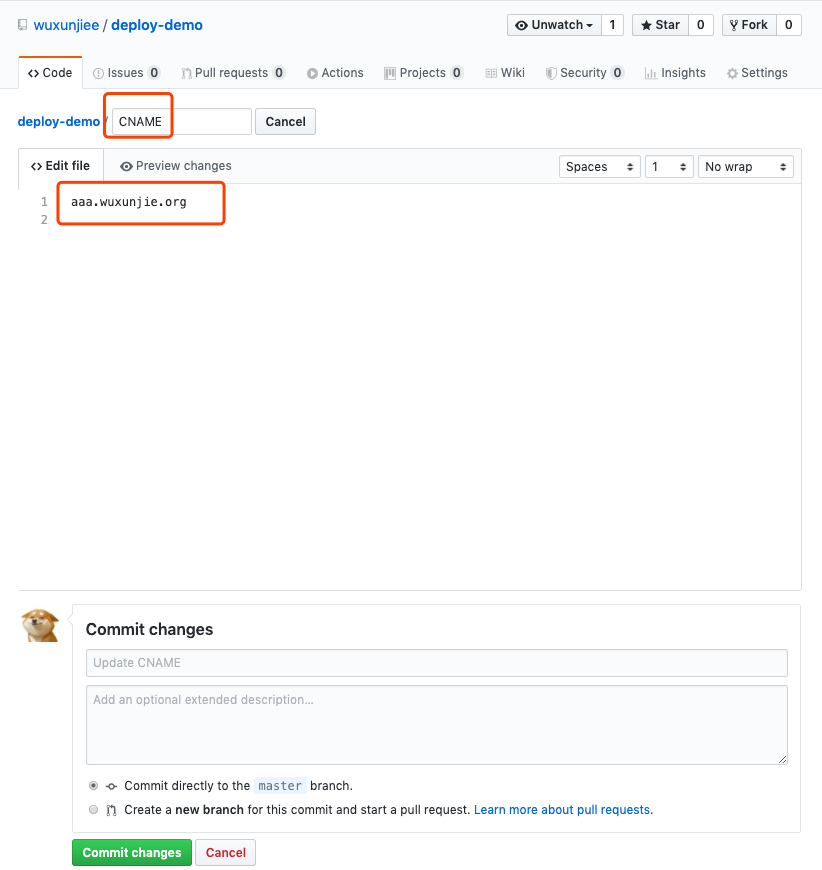 wuxunjiee / deploy-demo Unwatch 1 Star 0 Fork 0
Code Issues 0 Pull requests 0 Actions Projects 0 Wiki Security 0 Insights Settings
deploy-demo / CNAME Cancel
Edit file Preview changes Spaces 1 No wrap
1 aaa.wuxunjie.org
2
Commit changes
Update CNAME
Add an optional extended description...
Commit directly to the master branch.
Create a new branch for this commit and start a pull request. Learn more about pull requests.
Commit changes Cancel